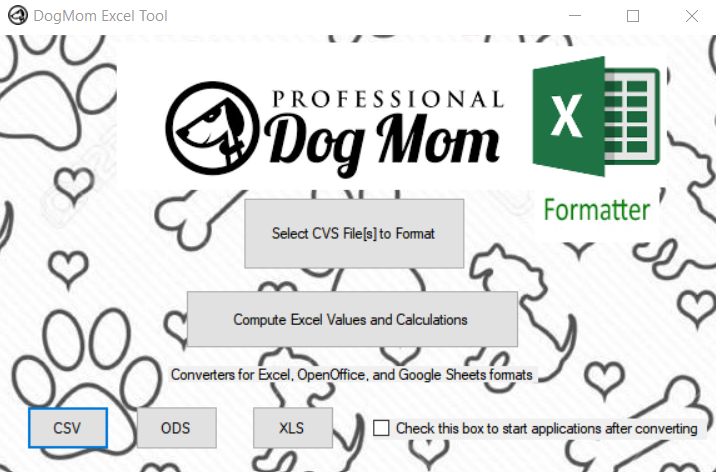 DogMom Excel Tool
PROFESSIONAL
Dog Mom
X
Formatter
Select CVS File[s] to Format
Compute Excel Values and Calculations
Converters for Excel, OpenOffice, and Google Sheets formats
CSV ODS XLS Check this box to start applications after converting